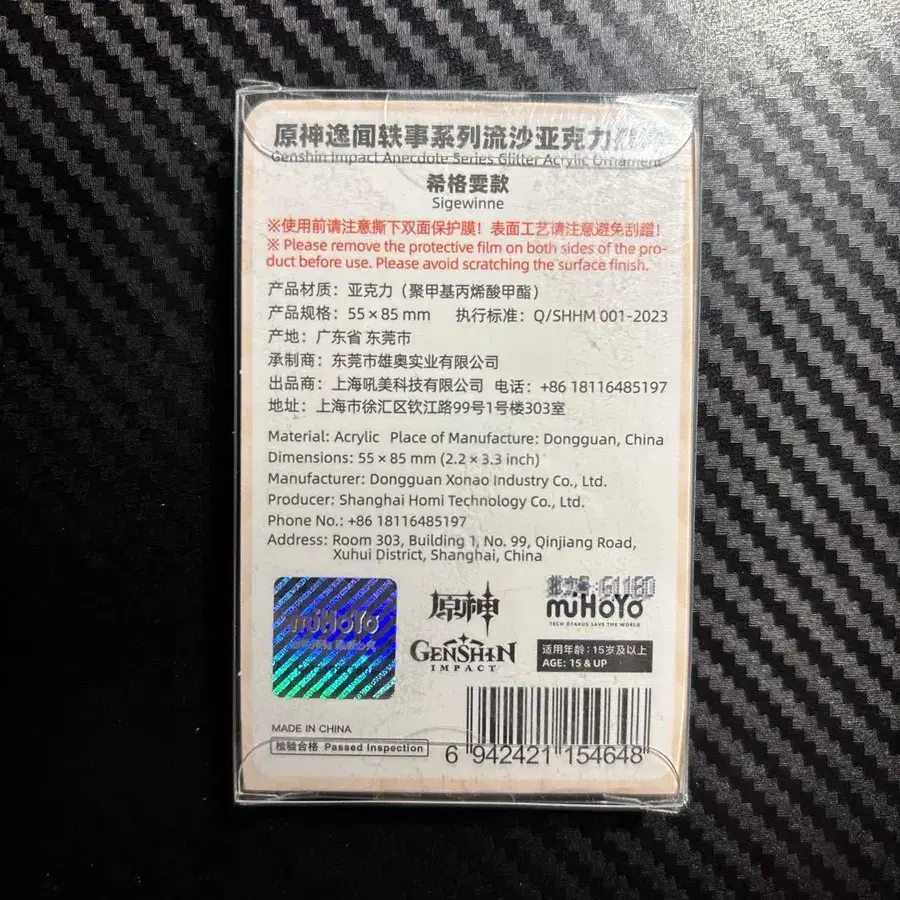 原神逸闻轶事系列流沙亚克力
Genshin Impact Anecdote Series Glitter Acrylic Ornament
希格雯款
Sigewinne
※使用前请注意撕下双面保护膜！表面工艺请注意避免刮蹭！
※ Please remove the protective film on both sides of the pro-
duct before use. Please avoid scratching the surface finish.
产品材质：亚克力（聚甲基丙烯酸甲酯）
产品规格：55 × 85 mm 执行标准：Q/SHHM 001-2023
产地：广东省 东莞市
承制商：东莞市雄奥实业有限公司
出品商：上海吼美科技有限公司 电话：+86 18116485197
地址：上海市徐汇区钦江路99号1号楼303室
Material: Acrylic Place of Manufacture: Dongguan, China
Dimensions: 55 × 85 mm (2.2 × 3.3 inch)
Manufacturer: Dongguan Xonao Industry Co., Ltd.
Producer: Shanghai Homi Technology Co., Ltd.
Phone No.: +86 18116485197
Address: Room 303, Building 1, No. 99, Qinjiang Road,
Xuhui District, Shanghai, China
miHoYo
原神
GENSHIN
IMPACT
miHoYo
TECH OTAKUS SAVE THE WORLD
适用年龄：15岁及以上
AGE: 15 & UP
MADE IN CHINA
检验合格 Passed Inspection
6 942421 154648